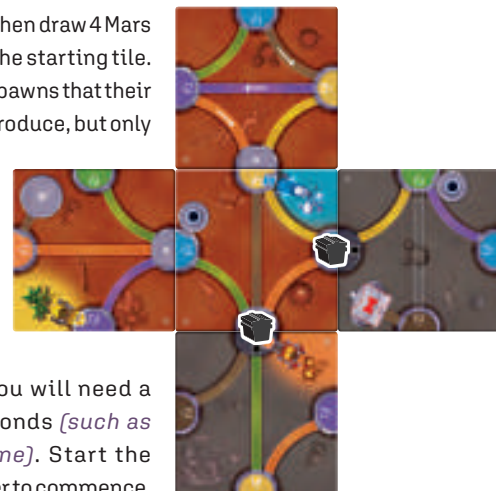 hen draw 4 Mars
he starting tile.
pawns that their
roduce, but only
ou will need a
onds (such as
ne). Start the
er to commence.